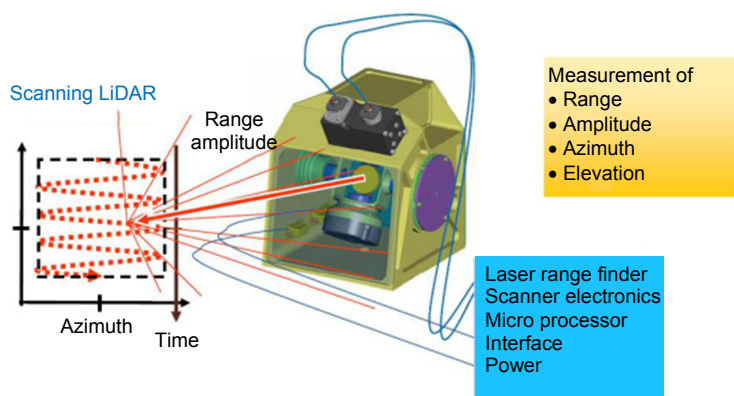 Scanning LiDAR
Range
amplitude
Azimuth
Time
Measurement of
• Range
• Amplitude
• Azimuth
• Elevation
Laser range finder
Scanner electronics
Micro processor
Interface
Power